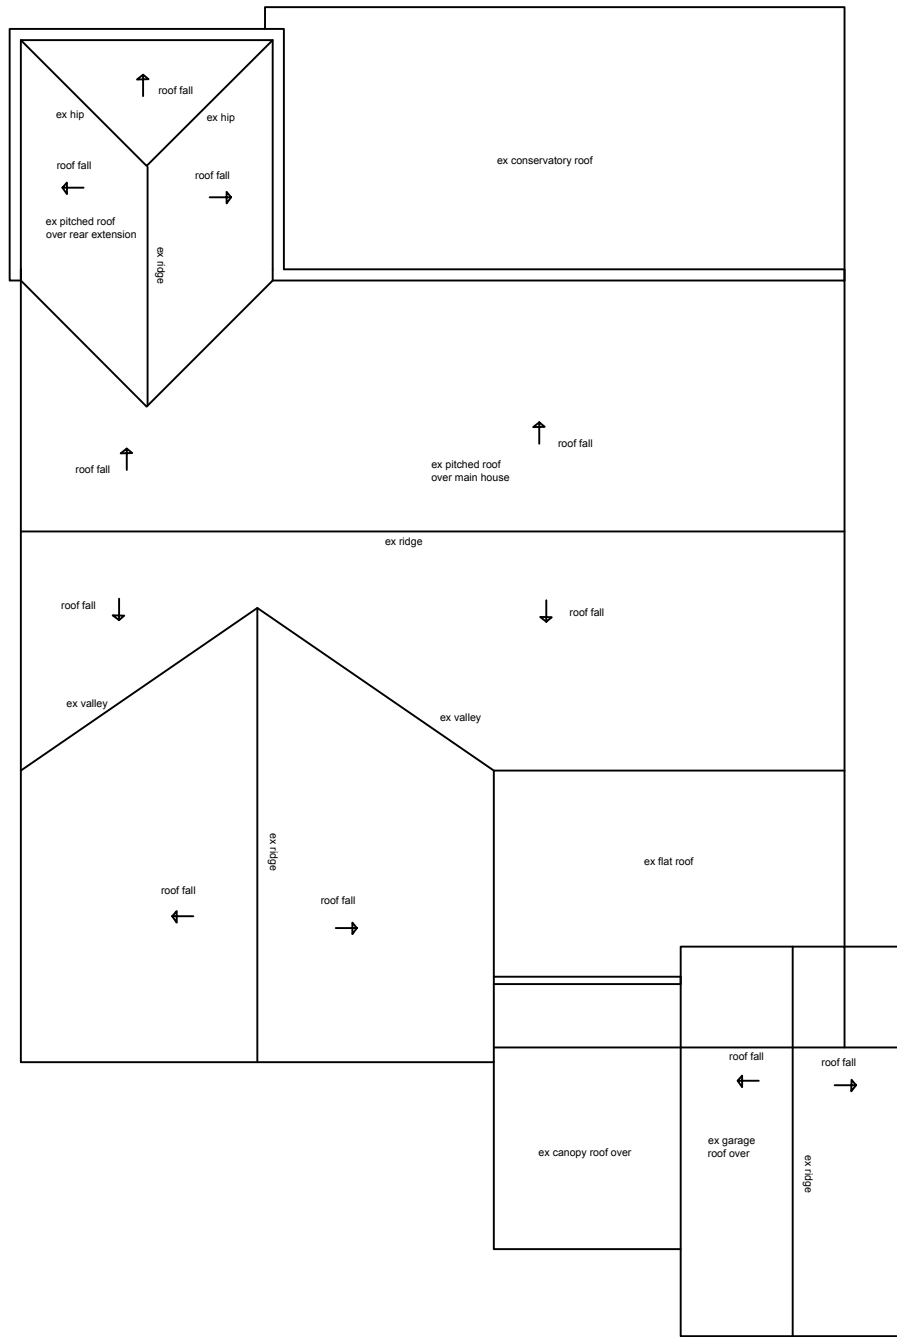 roof fall
ex hip
ex hip
ex conservatory roof
roof fall
roof fall
ex pitched roof
over rear extension
ex ridge
roof fall
roof fall
ex pitched roof
over main house
ex ridge
roof fall
roof fall
ex valley
ex valley
ex ridge
ex flat roof
roof fall
roof fall
roof fall
roof fall
ex canopy roof over
ex garage
roof over
ex ridge